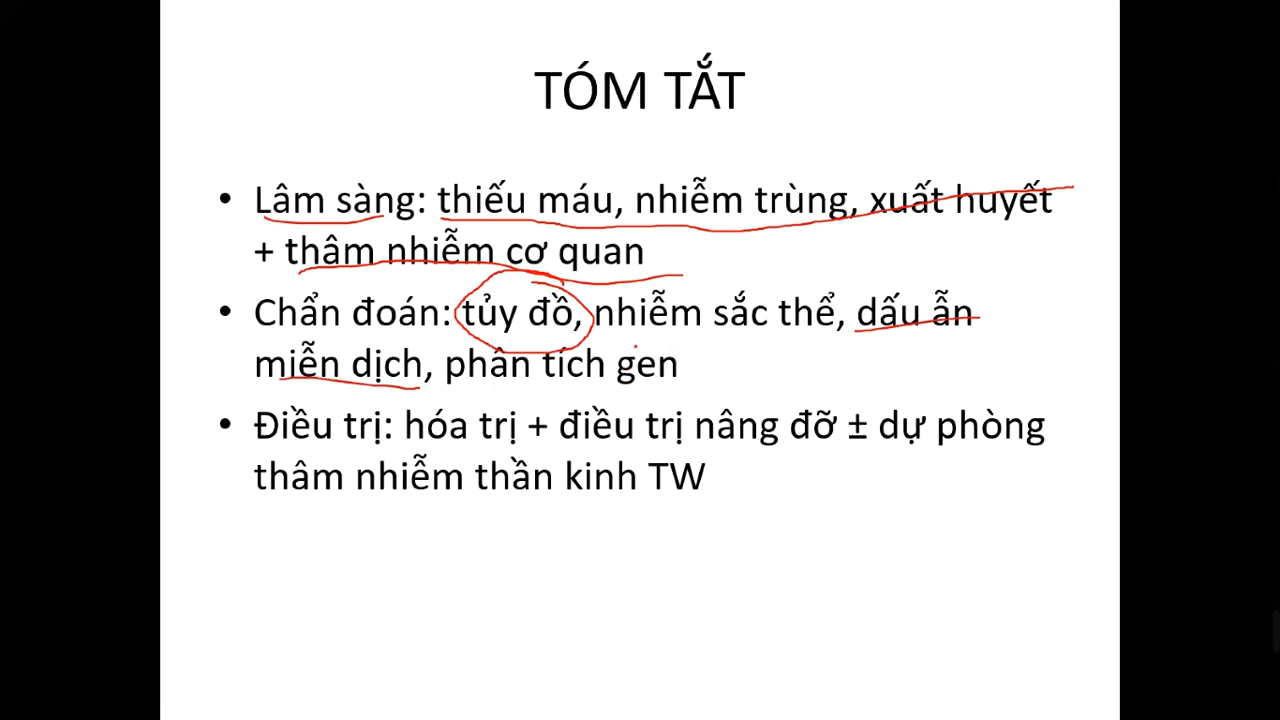 TÓM TẮT
• Lâm sàng: thiếu máu, nhiễm trùng, xuất huyết
+ thâm nhiễm cơ quan
• Chẩn đoán: tủy đồ, nhiễm sắc thể, dấu ẫn
miễn dịch, phân tích gen
• Điều trị: hóa trị + điều trị nâng đỡ ± dự phòng
thâm nhiễm thần kinh TW